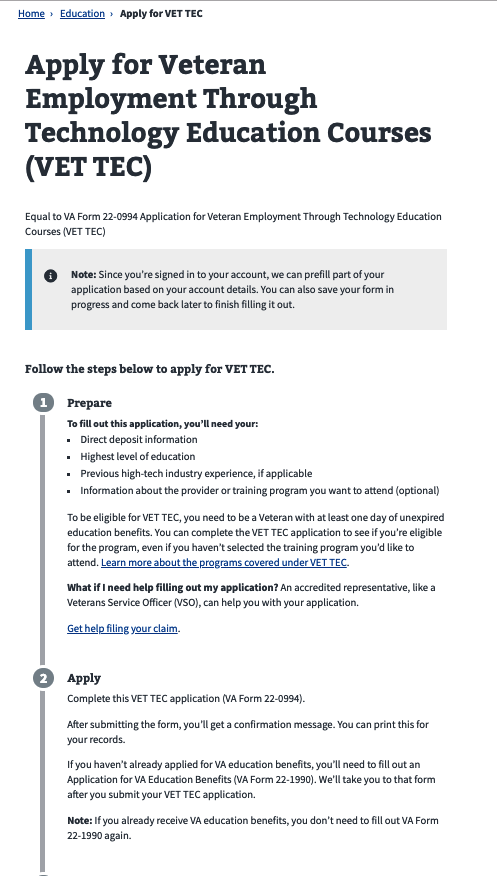 Home › Education › Apply for VET TEC
Apply for Veteran
Employment Through
Technology Education Courses
(VET TEC)
Equal to VA Form 22-0994 Application for Veteran Employment Through Technology Education
Courses (VET TEC)
Note: Since you're signed in to your account, we can prefill part of your
application based on your account details. You can also save your form in
progress and come back later to finish filling it out.
Follow the steps below to apply for VET TEC.
1 Prepare
To fill out this application, you'll need your:
▪ Direct deposit information
▪ Highest level of education
▪ Previous high-tech industry experience, if applicable
▪ Information about the provider or training program you want to attend (optional)
To be eligible for VET TEC, you need to be a Veteran with at least one day of unexpired
education benefits. You can complete the VET TEC application to see if you're eligible
for the program, even if you haven't selected the training program you'd like to
attend. Learn more about the programs covered under VET TEC.
What if I need help filling out my application? An accredited representative, like a
Veterans Service Officer (VSO), can help you with your application.
Get help filing your claim.
2 Apply
Complete this VET TEC application (VA Form 22-0994).
After submitting the form, you'll get a confirmation message. You can print this for
your records.
If you haven't already applied for VA education benefits, you'll need to fill out an
Application for VA Education Benefits (VA Form 22-1990). We'll take you to that form
after you submit your VET TEC application.
Note: If you already receive VA education benefits, you don't need to fill out VA Form
22-1990 again.